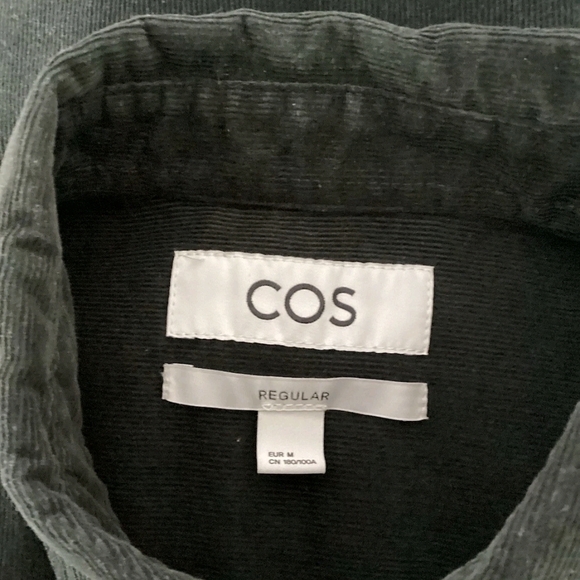 COS
REGULAR
EUR M
CN 180/100A